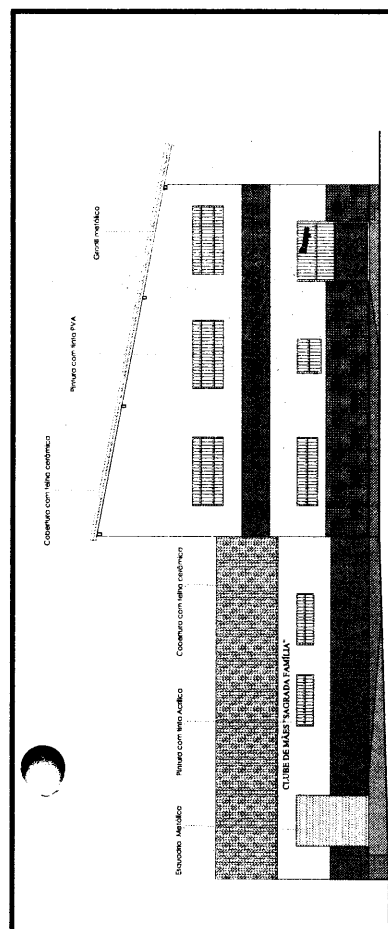 Esquadria Metálica
Pintura com tinta Acrílica
Cobertura com telha cerâmica
Cobertura com telha cerâmica
Pintura com tinta PVA
Gradil metálico
CLUBE DE MÃES "SAGRADA FAMÍLIA"